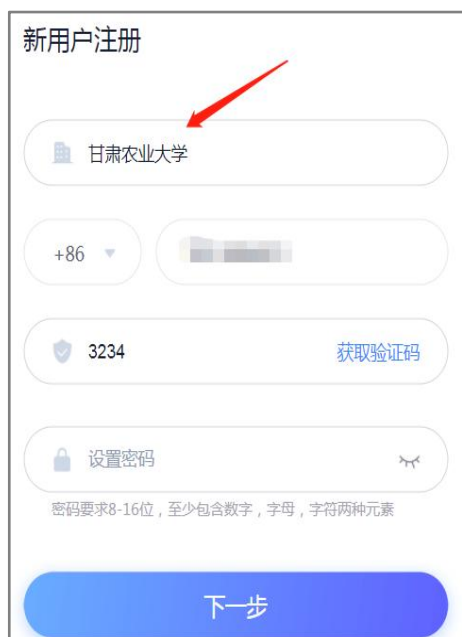 新用户注册
甘肃农业大学
+86
3234 获取验证码
设置密码
密码要求8-16位，至少包含数字，字母，字符两种元素
下一步